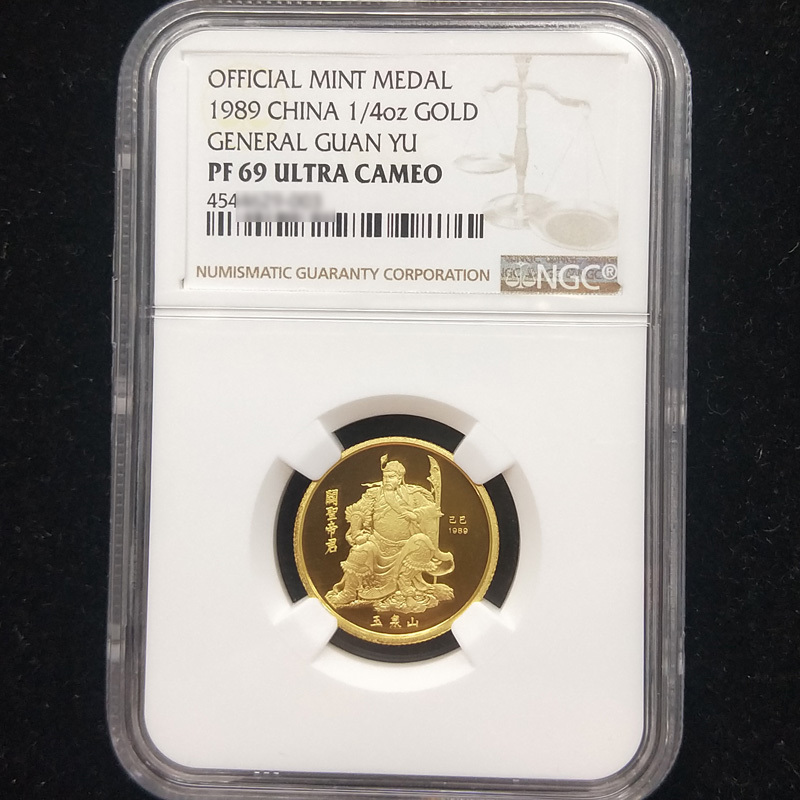 OFFICIAL MINT MEDAL
1989 CHINA 1/4oz GOLD
GENERAL GUAN YU
PF 69 ULTRA CAMEO
454
NUMISMATIC GUARANTY CORPORATION
NGC NGC®
關聖帝君
己巳
1989
玉泉山